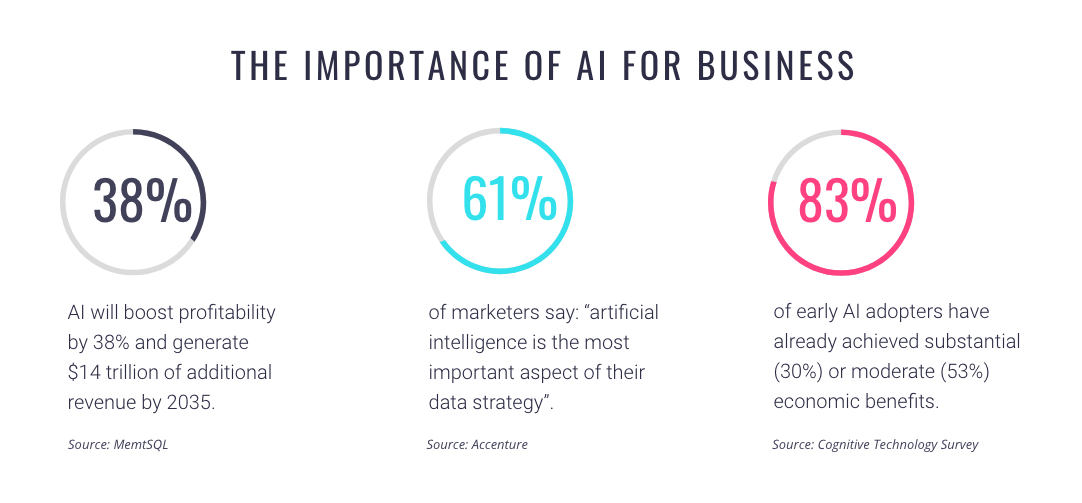 THE IMPORTANCE OF AI FOR BUSINESS
38%
AI will boost profitability
by 38% and generate
$14 trillion of additional
revenue by 2035.
Source: MemtSQL
61%
of marketers say: “artificial
intelligence is the most
important aspect of their
data strategy”.
Source: Accenture
83%
of early AI adopters have
already achieved substantial
(30%) or moderate (53%)
economic benefits.
Source: Cognitive Technology Survey